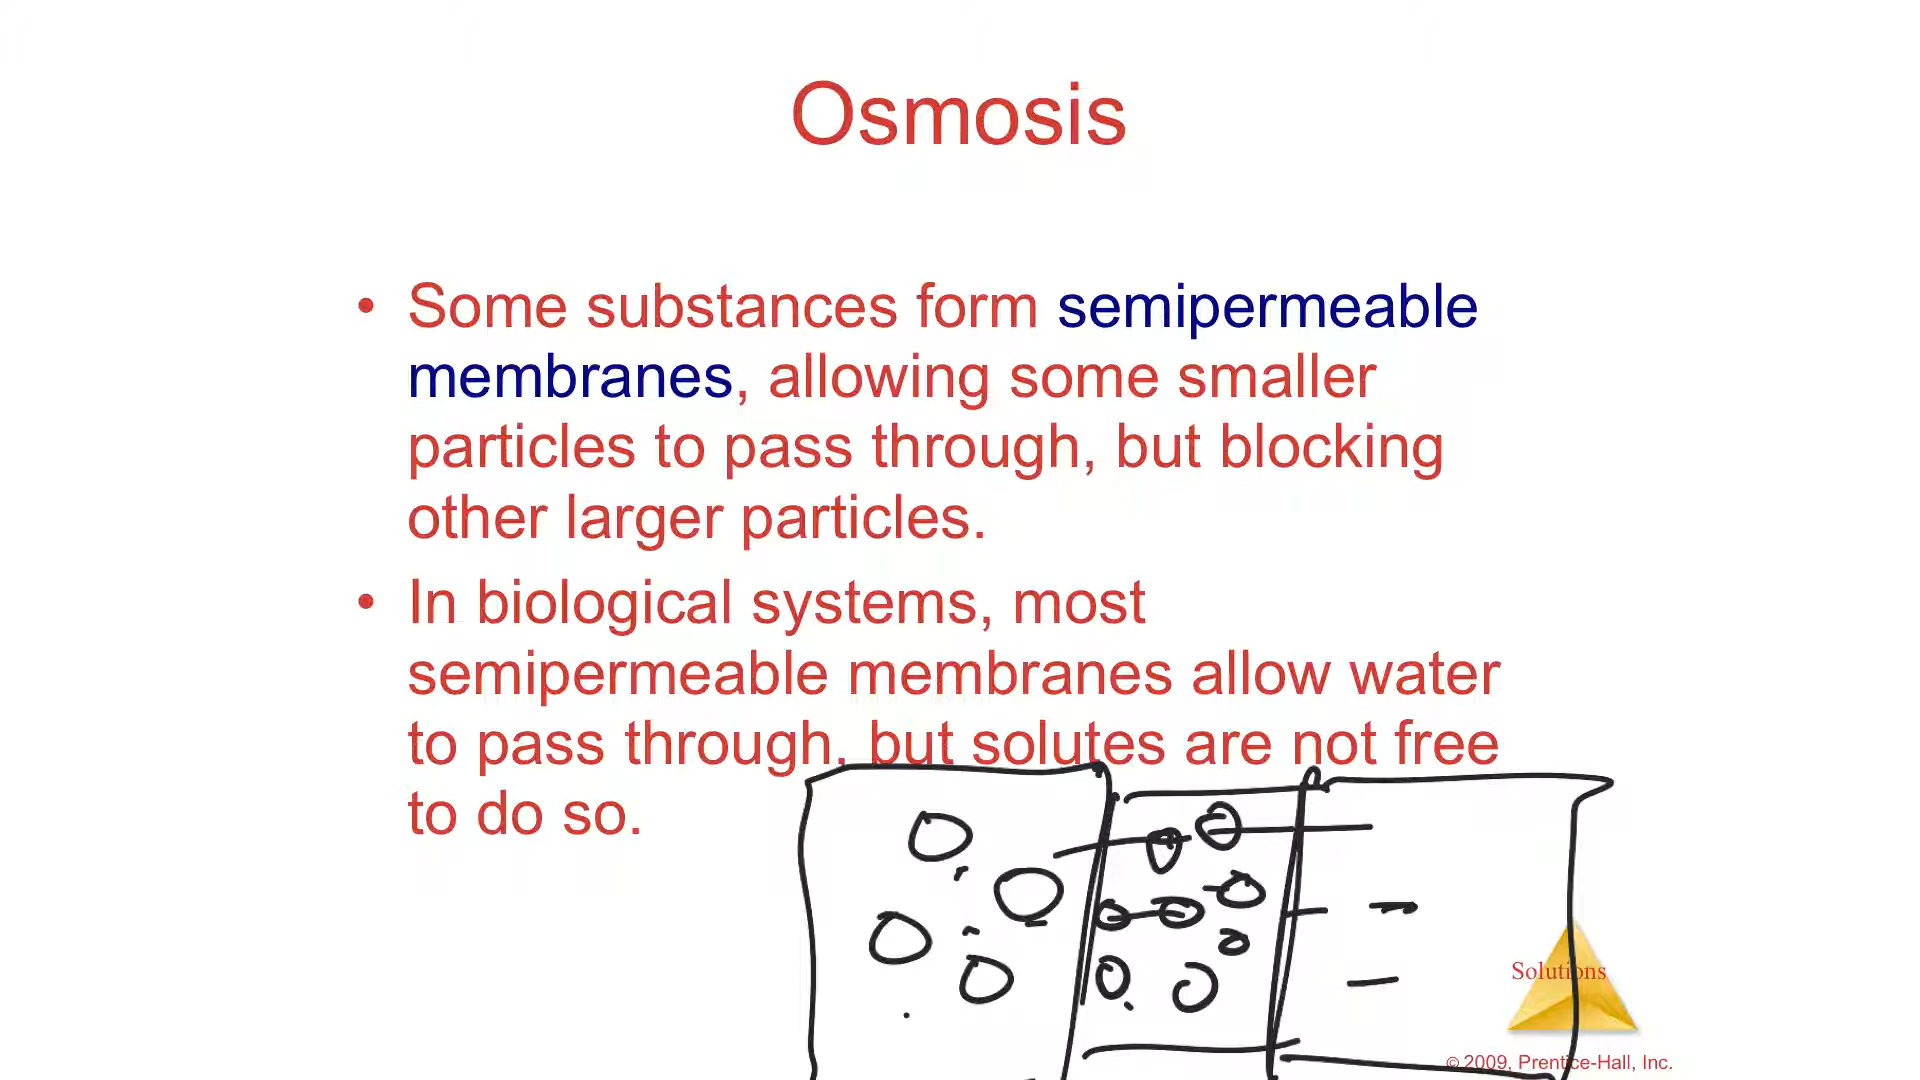 Osmosis
• Some substances form semipermeable
membranes, allowing some smaller
particles to pass through, but blocking
other larger particles.
• In biological systems, most
semipermeable membranes allow water
to pass through, but solutes are not free
to do so.
Solutions
© 2009, Prentice-Hall, Inc.